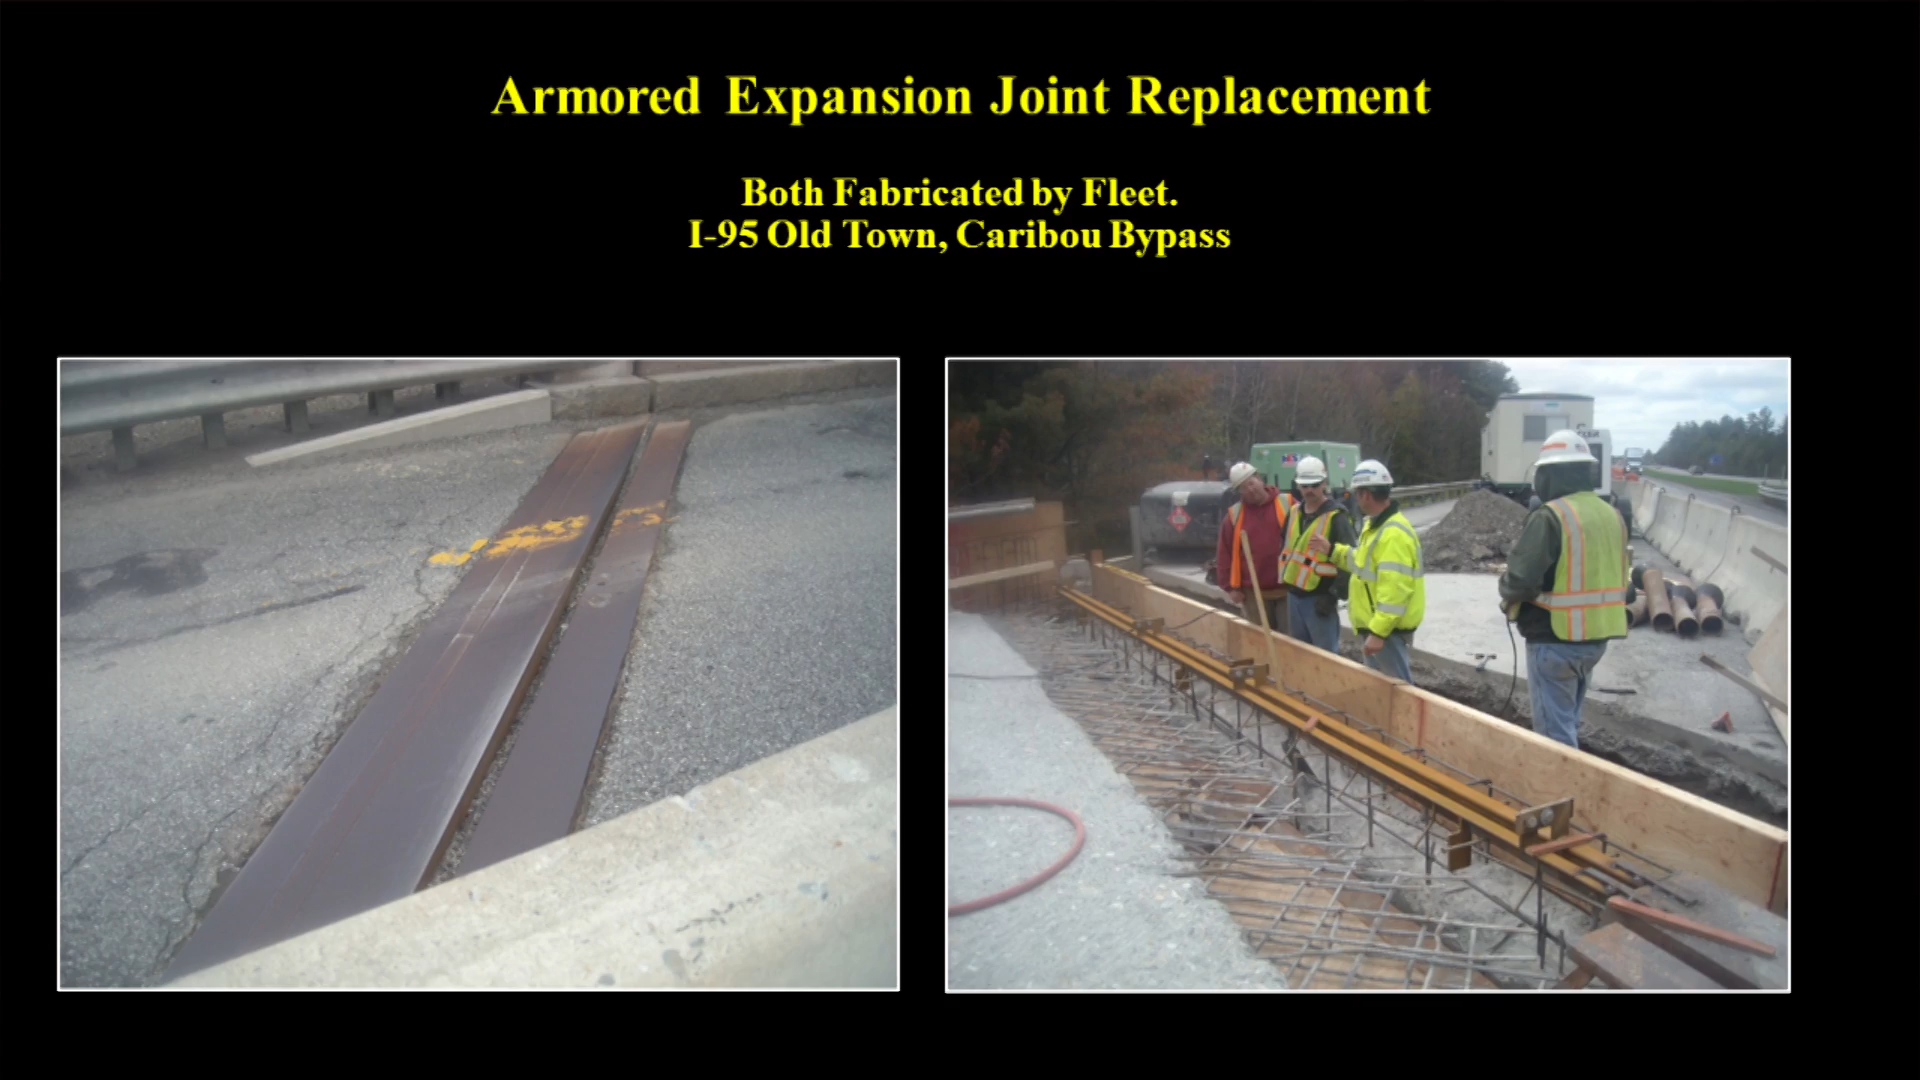 Armored Expansion Joint Replacement
Both Fabricated by Fleet.
I-95 Old Town, Caribou Bypass